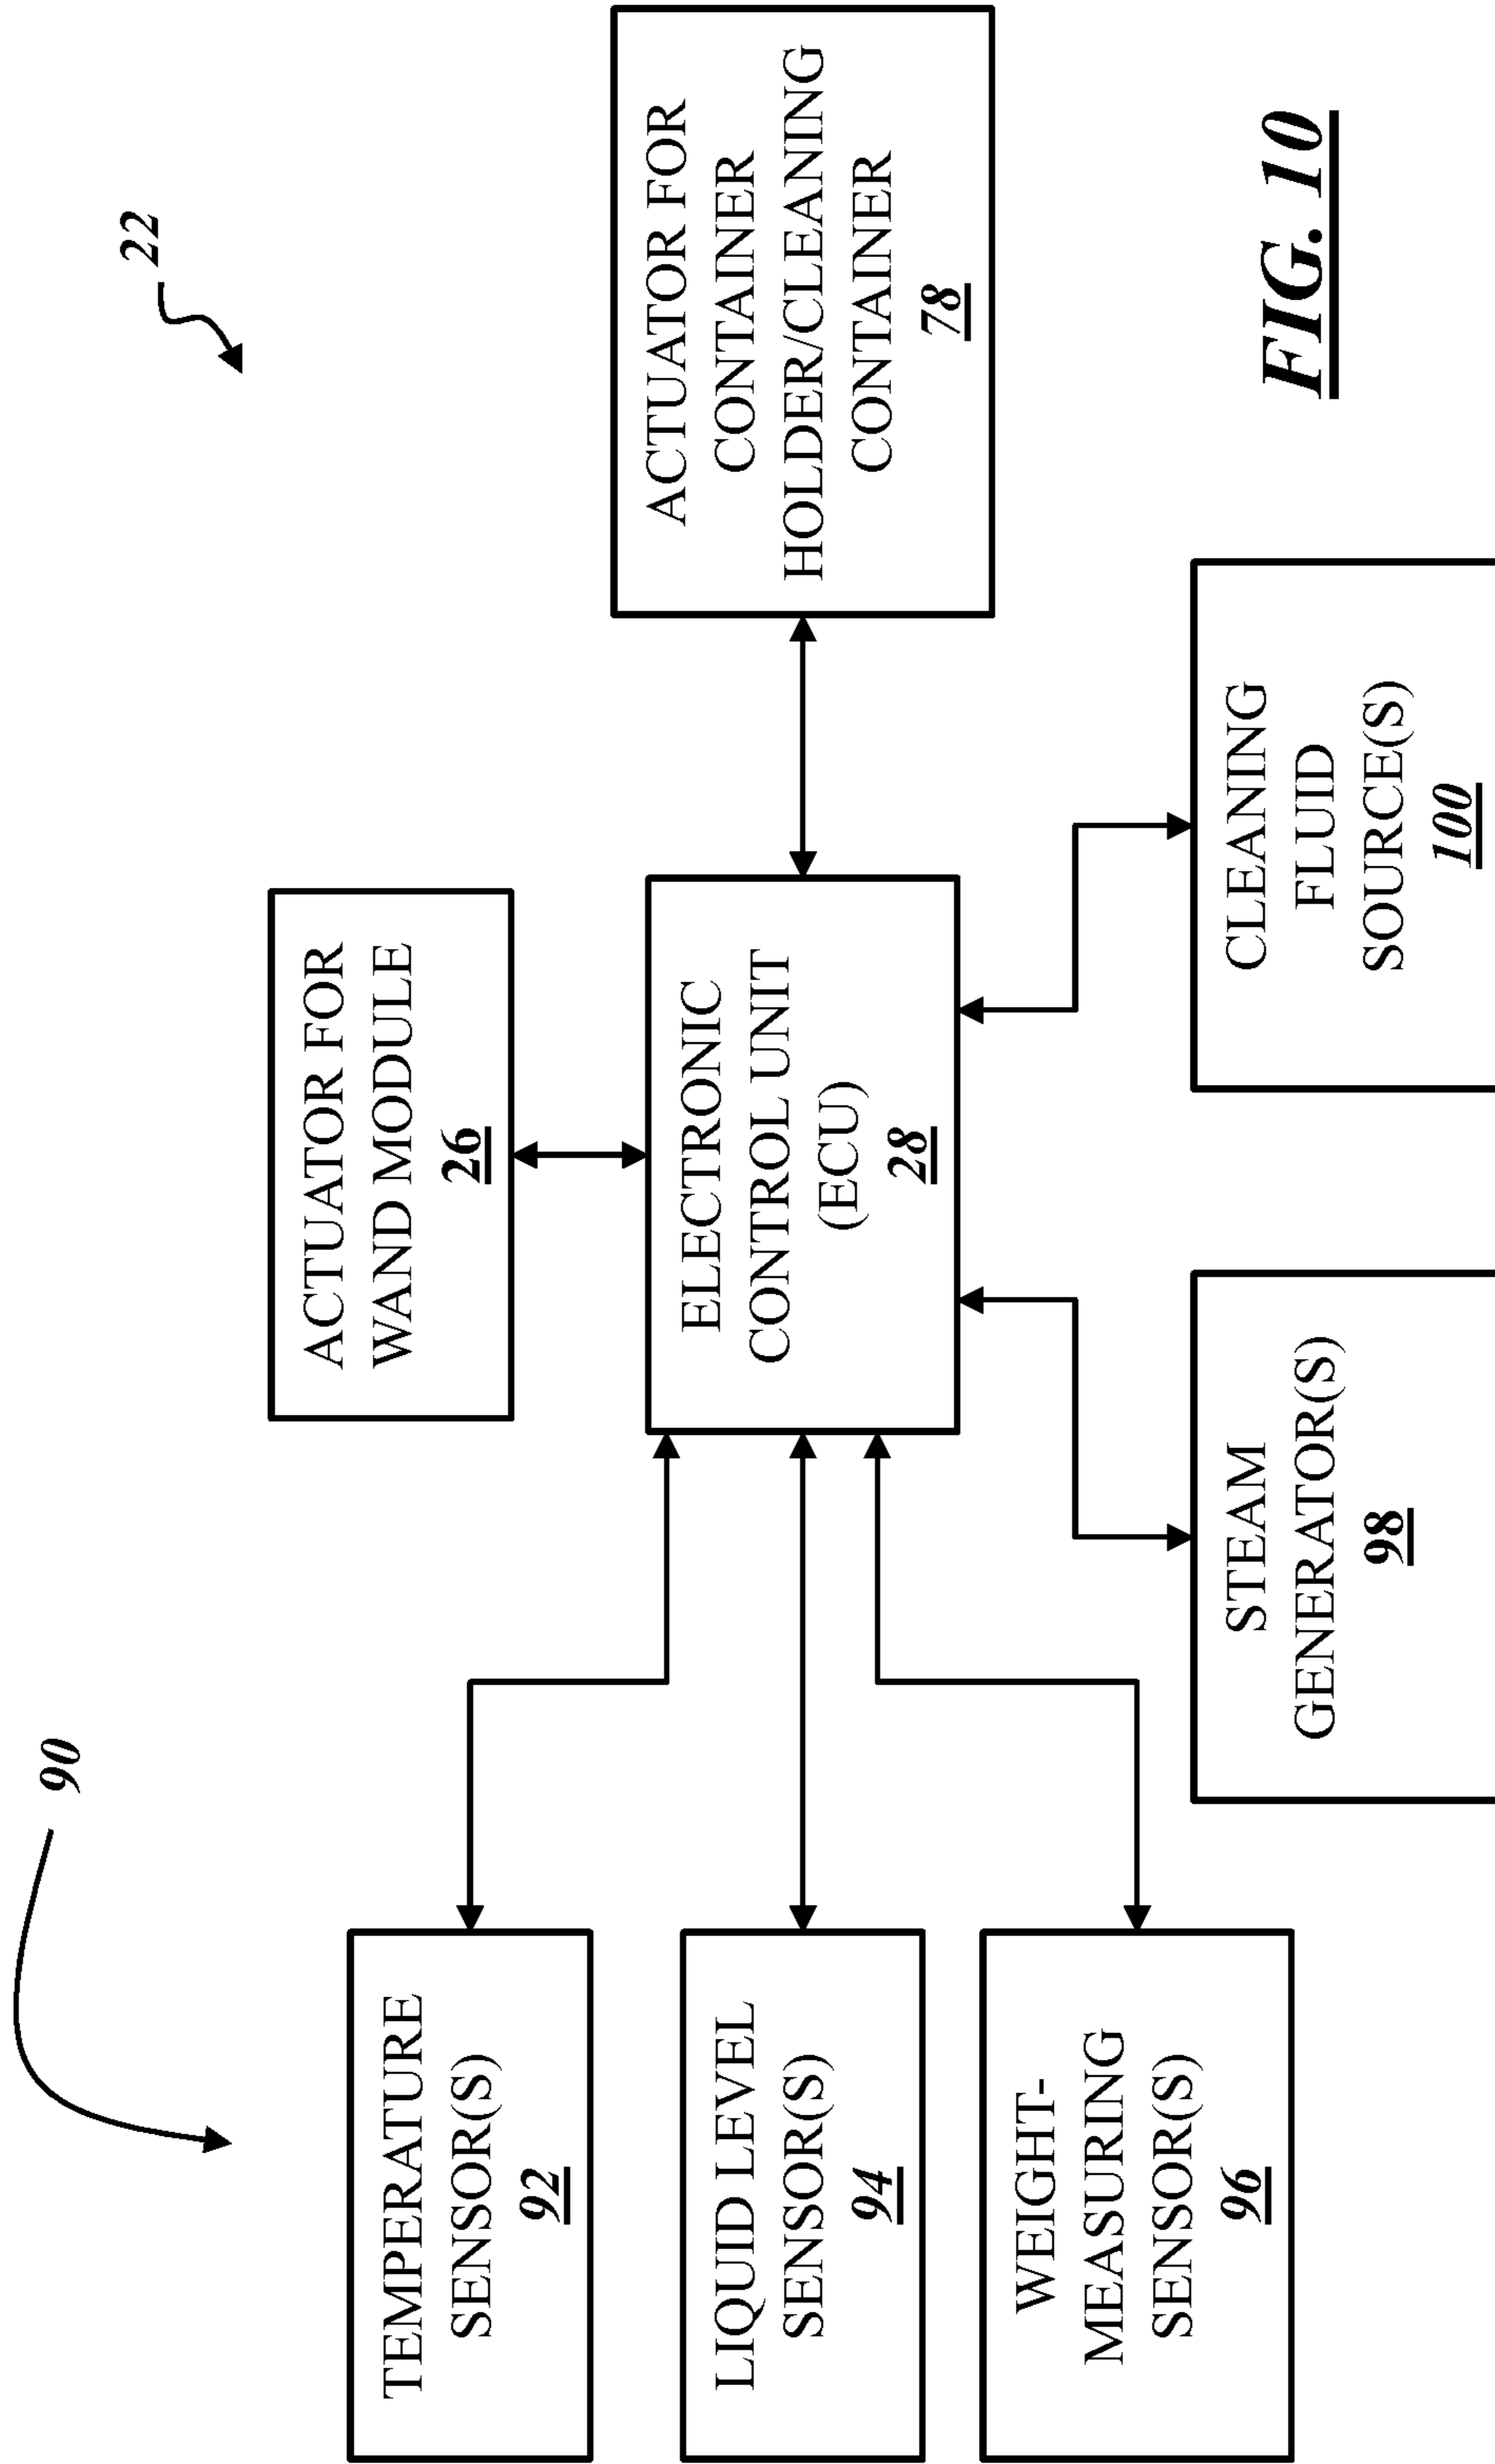 90
22
TEMPERATURE
SENSOR(S)
92
LIQUID LEVEL
SENSOR(S)
94
WEIGHT-
MEASURING
SENSOR(S)
96
ACTUATOR FOR
WAND MODULE
26
ELECTRONIC
CONTROL UNIT
(ECU)
28
ACTUATOR FOR
CONTAINER
HOLDER/CLEANING
CONTAINER
78
STEAM
GENERATOR(S)
98
CLEANING
FLUID
SOURCE(S)
100
FIG. 10